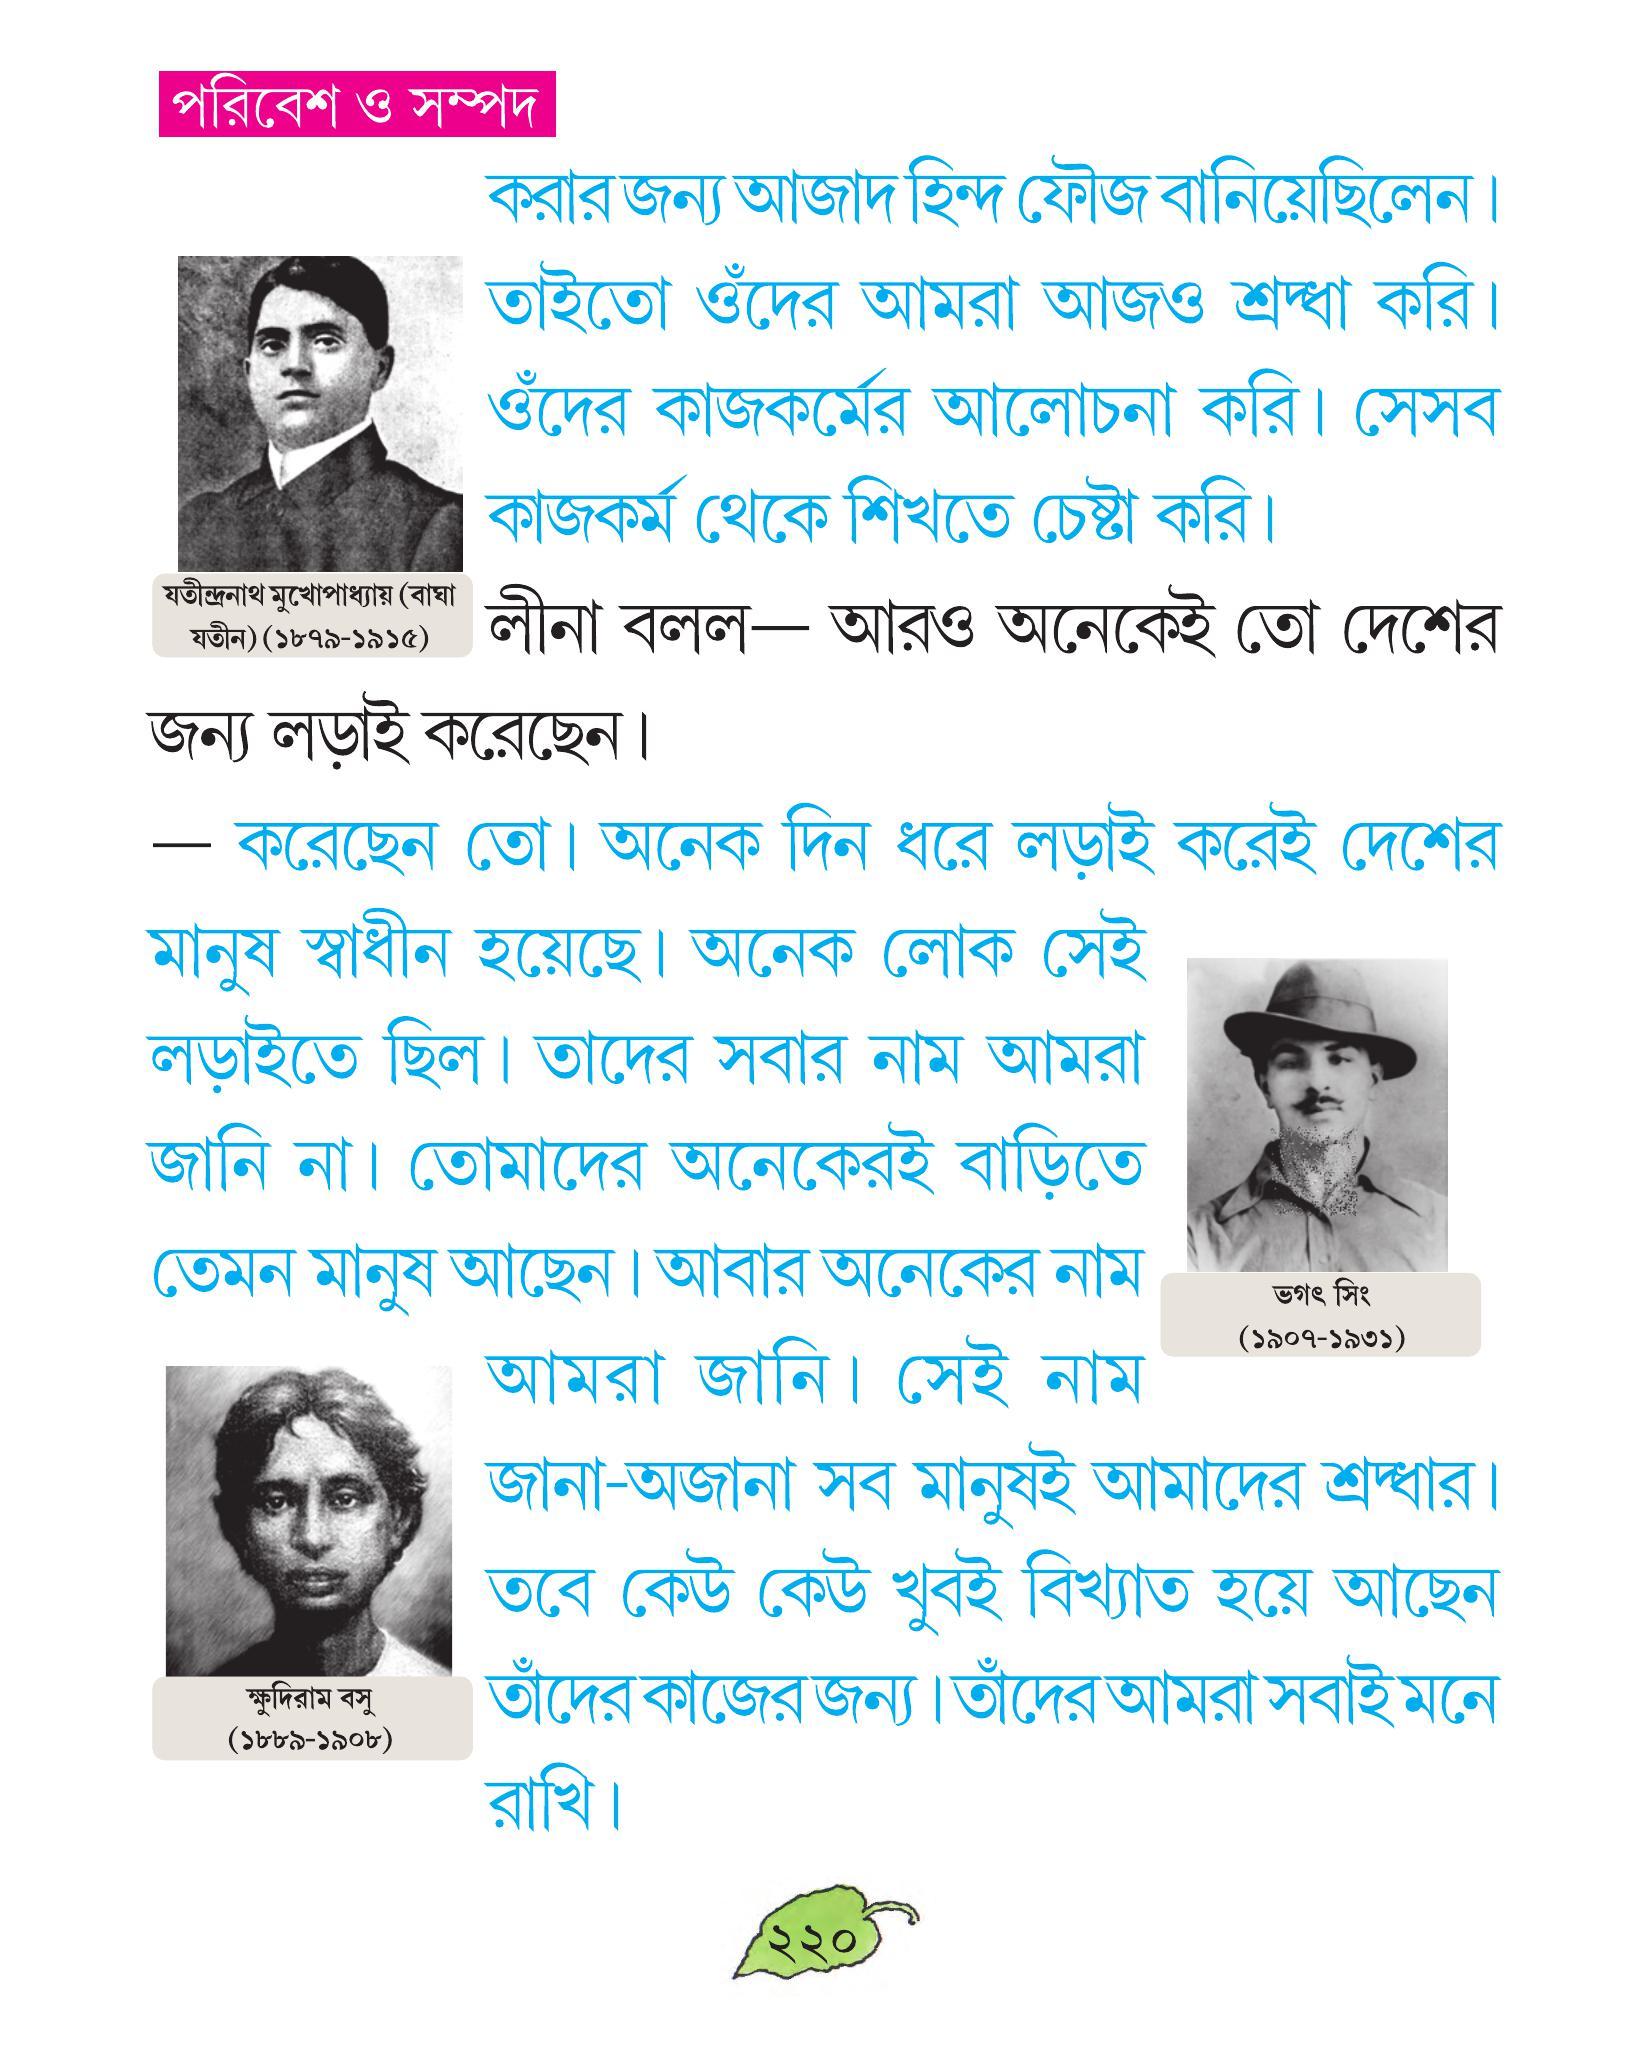 পরিবেশ ও সম্পদ
করার জন্য আজাদ হিন্দ ফৌজ বানিয়েছিলেন।
তাইতো ওঁদের আমরা আজও শ্রদ্ধা করি।
ওঁদের কাজকর্মের আলোচনা করি। সেসব
কাজকর্ম থেকে শিখতে চেষ্টা করি।
যতীন্দ্রনাথ মুখোপাধ্যায় (বাঘা
যতীন) (১৮৭৯-১৯১৫)
লীনা বলল— আরও অনেকেই তো দেশের
জন্য লড়াই করেছেন।
— করেছেন তো। অনেক দিন ধরে লড়াই করেই দেশের
মানুষ স্বাধীন হয়েছে। অনেক লোক সেই
লড়াইতে ছিল। তাদের সবার নাম আমরা
জানি না। তোমাদের অনেকেরই বাড়িতে
তেমন মানুষ আছেন। আবার অনেকের নাম
ভগৎ সিং
(১৯০৭-১৯৩১)
আমরা জানি। সেই নাম
জানা-অজানা সব মানুষই আমাদের শ্রদ্ধার।
তবে কেউ কেউ খুবই বিখ্যাত হয়ে আছেন
তাঁদের কাজের জন্য। তাঁদের আমরা সবাই মনে
রাখি।
ক্ষুদিরাম বসু
(১৮৮৯-১৯০৮)
২২০